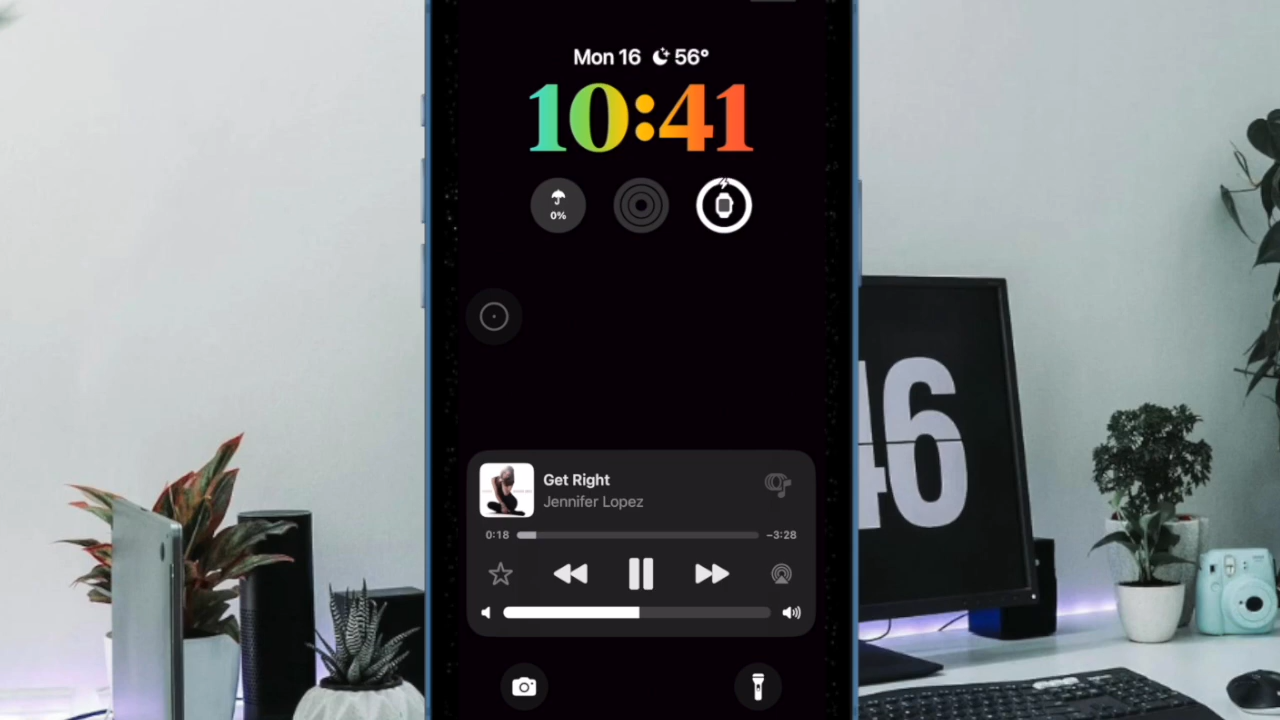 Mon 16 56°
10:41
0%
Get Right
Jennifer Lopez
0:18
−3:28
46